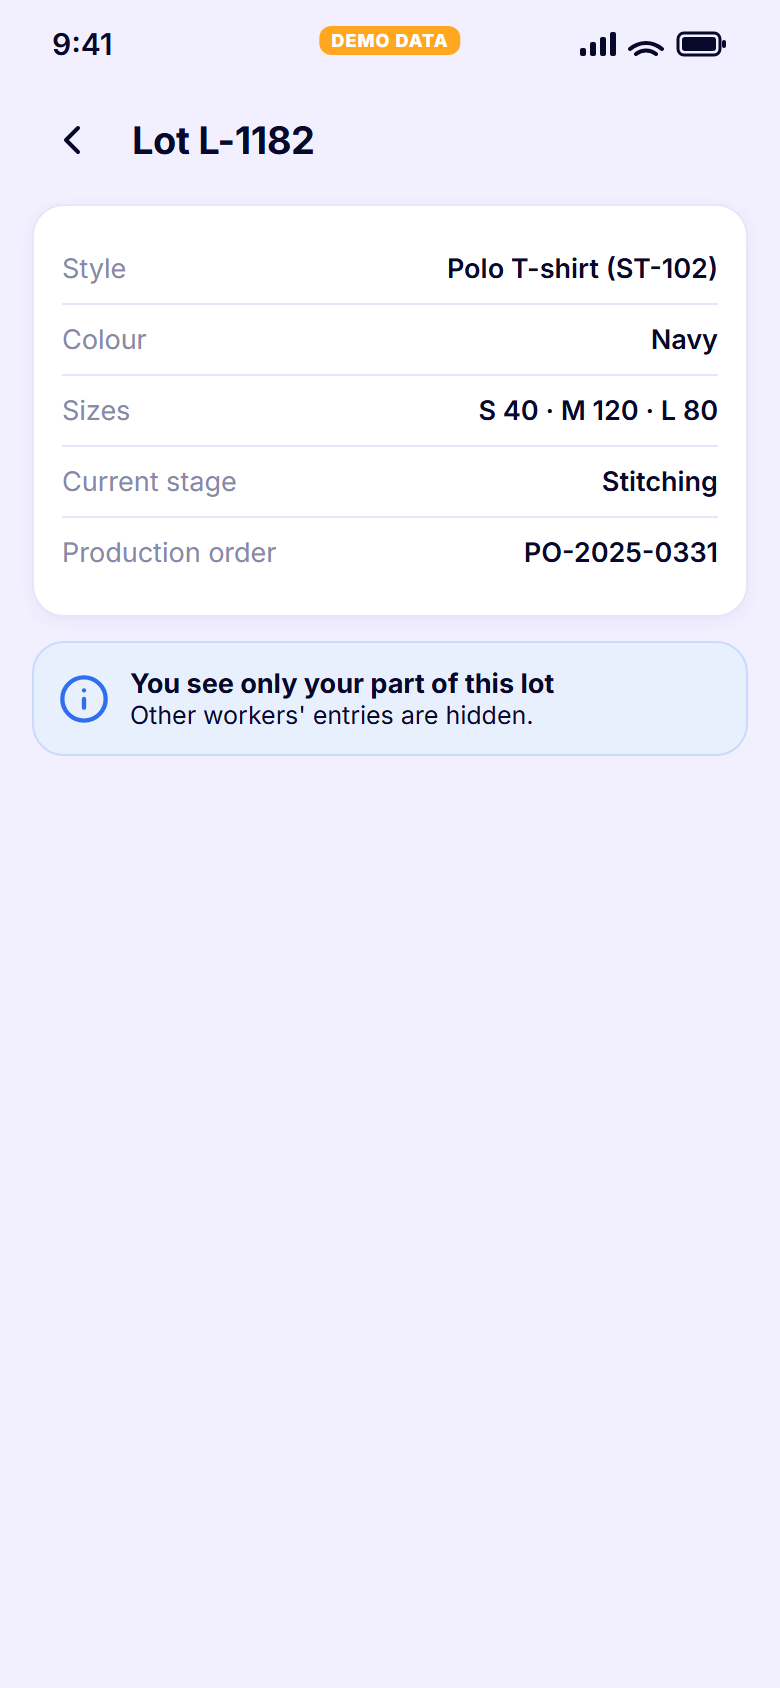 9:41
DEMO DATA
Lot L-1182
Style Polo T-shirt (ST-102)
Colour Navy
Sizes S 40 · M 120 · L 80
Current stage Stitching
Production order PO-2025-0331
You see only your part of this lot
Other workers' entries are hidden.